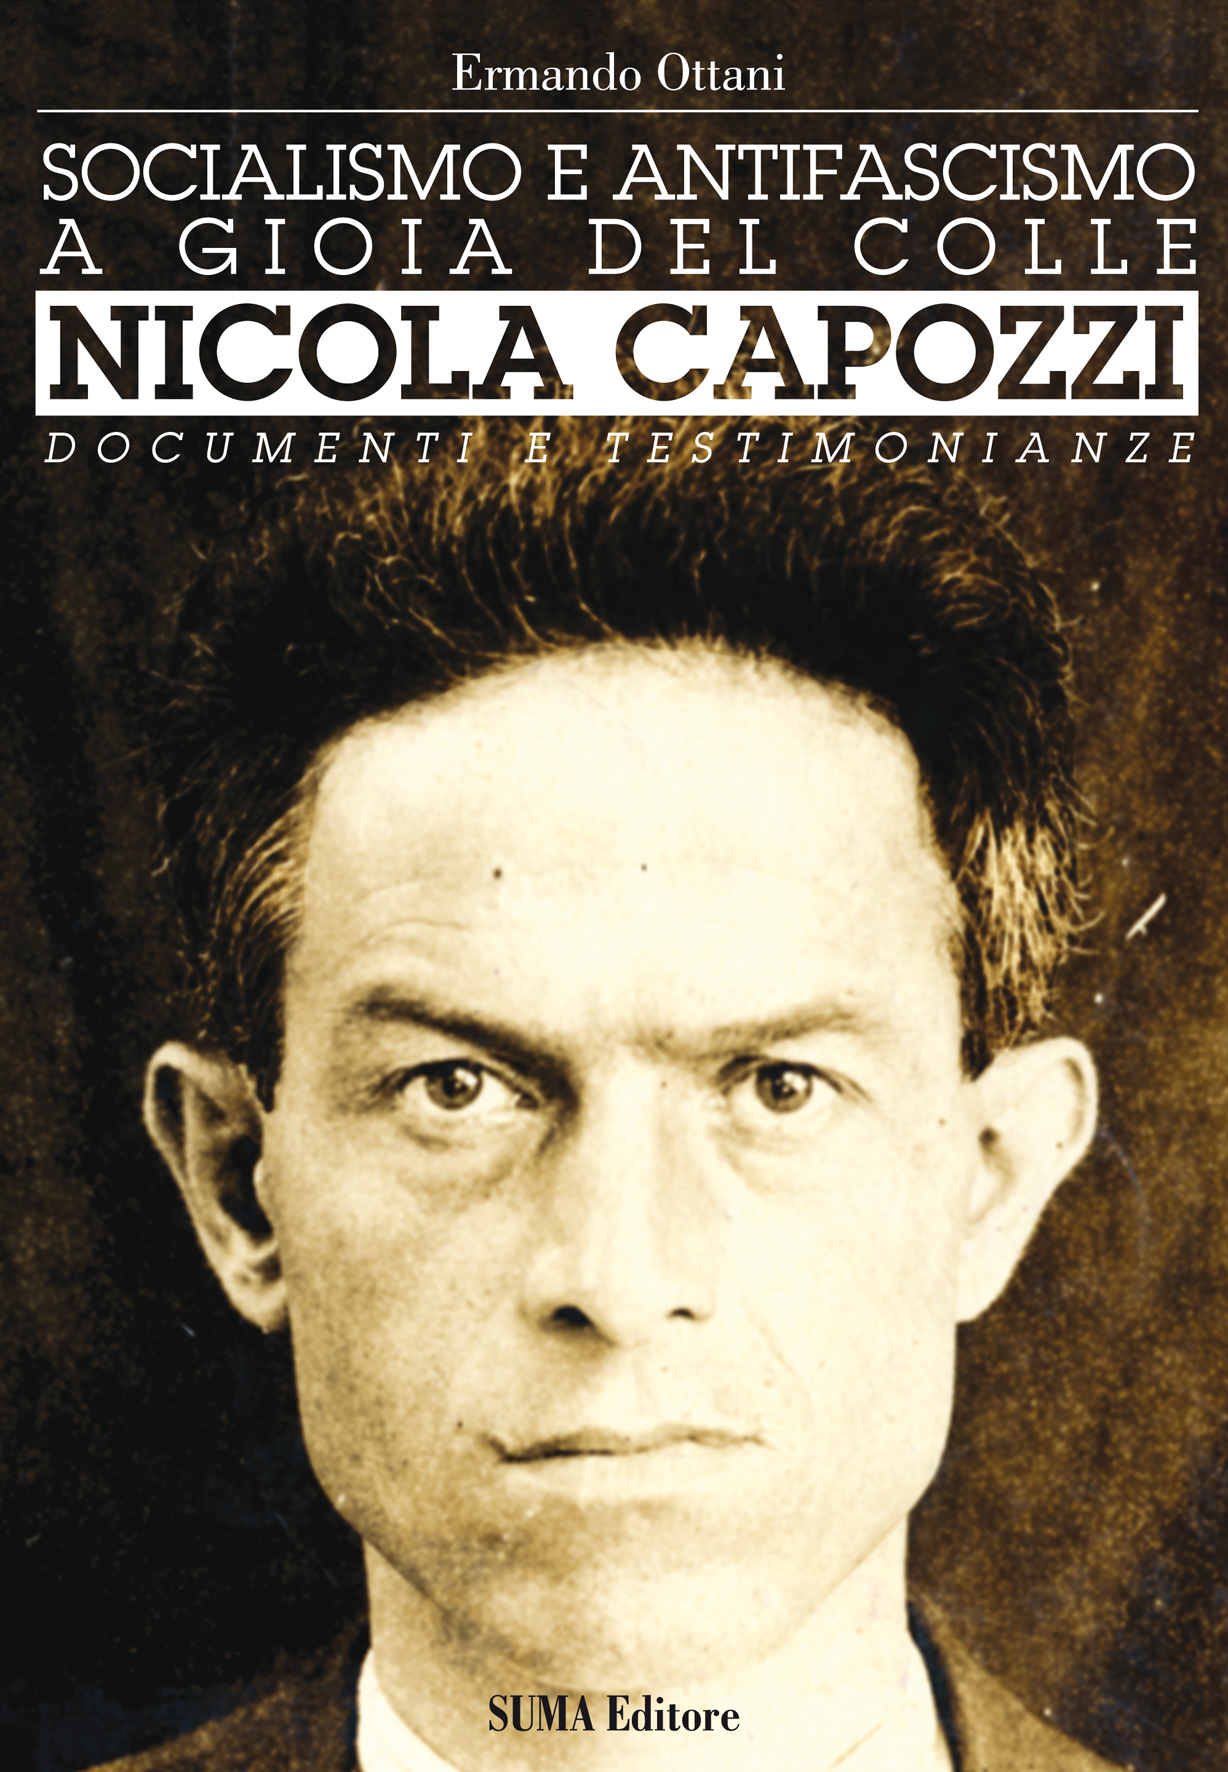 Ermando Ottani
SOCIALISMO E ANTIFASCISMO
A GIOIA DEL COLLE
NICOLA CAPOZZI
DOCUMENTI E TESTIMONIANZE
SUMA Editore